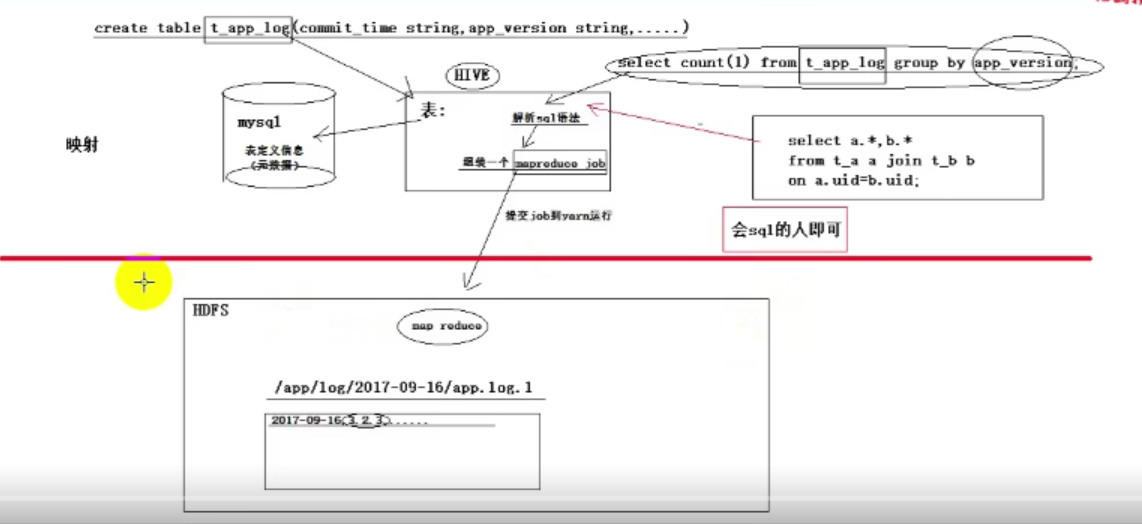 create table t_app_log(commit_time string,app_version string,.....)
HIVE
select count(1) from t_app_log group by app_version;
表:
解析sql语法
mysql
表定义信息
(元数据)
映射
组装一个 mapreduce job
select a.*,b.*
from t_a a join t_b b
on a.uid=b.uid;
提交job到yarn运行
会sql的人即可
HDFS
map reduce
/app/log/2017-09-16/app.log.1
2017-09-16,3.2.3,......